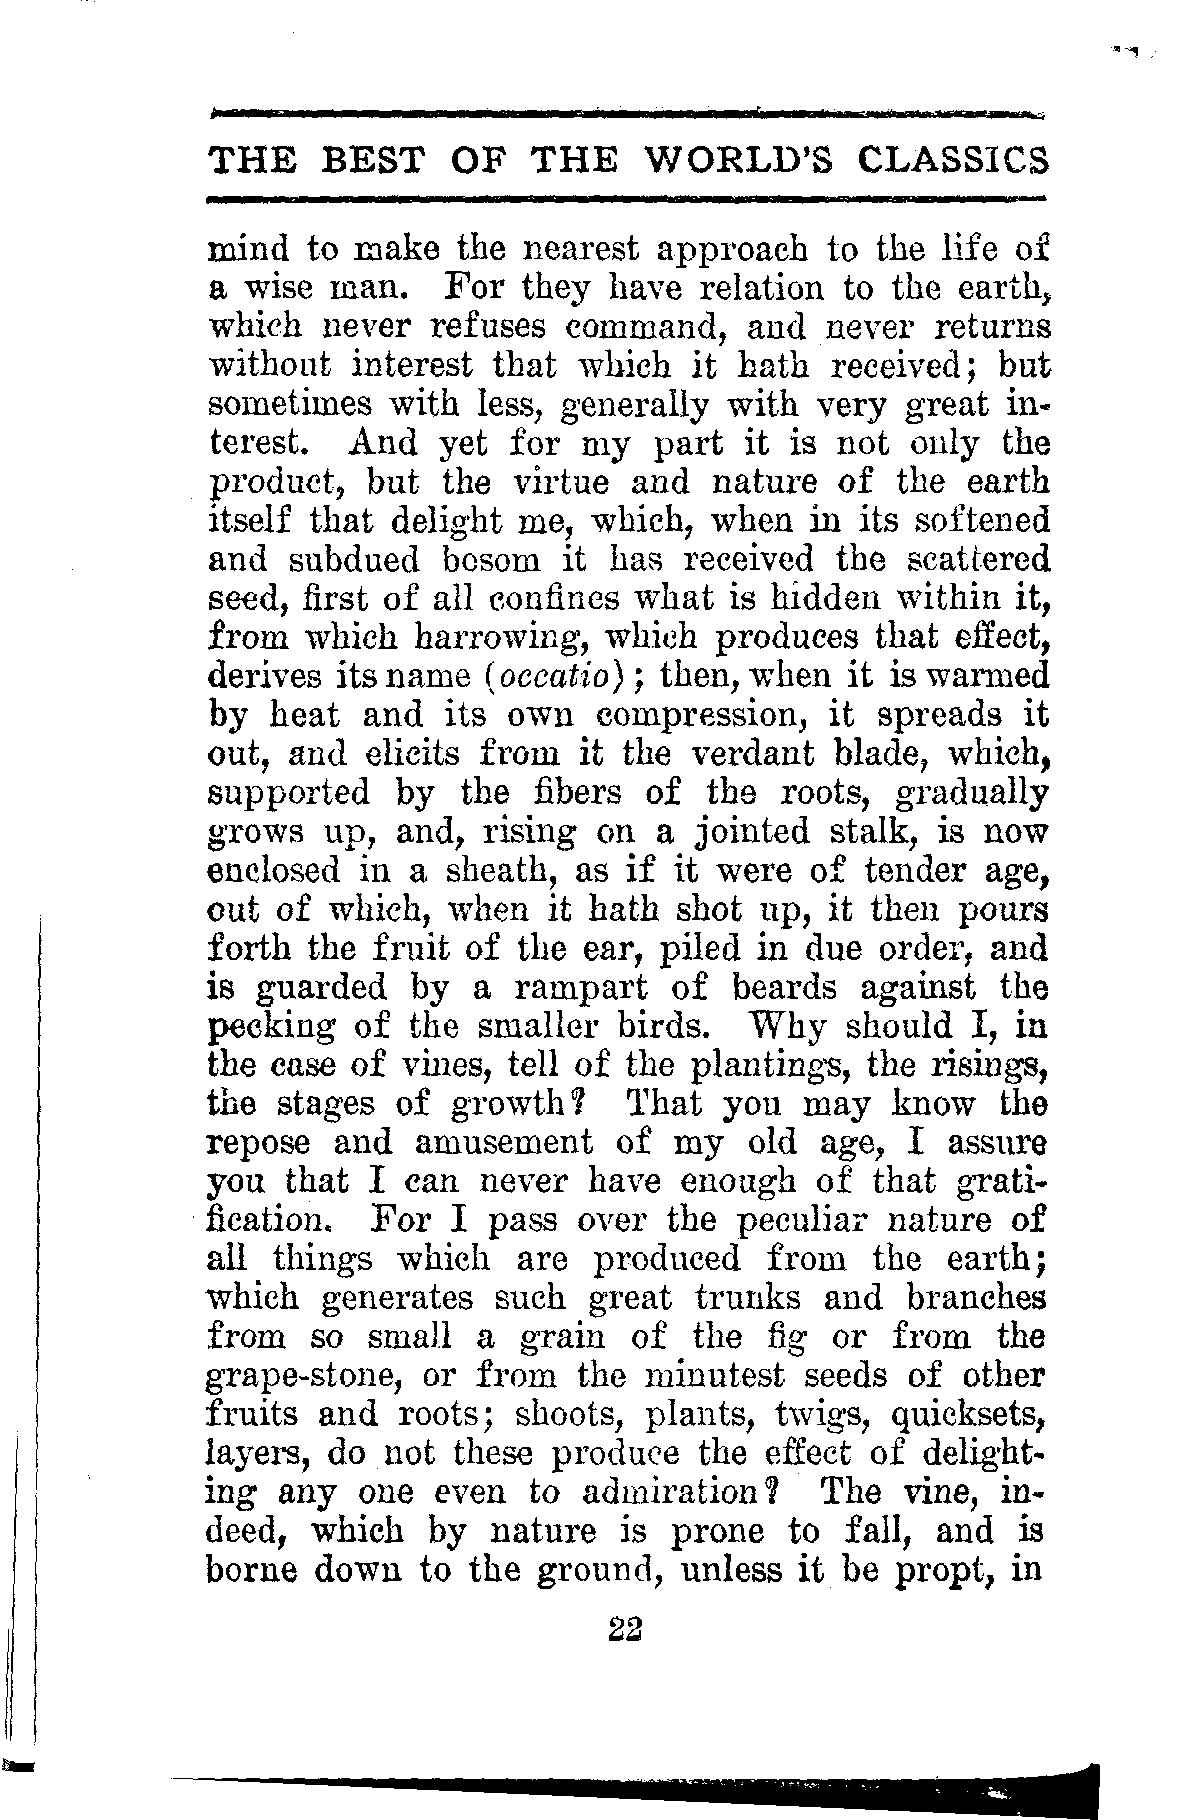 THE BEST OF THE WORLD'S CLASSICS
mind to make the nearest approach to the life of
a wise man. For they have relation to the earth,
which never refuses command, and never returns
without interest that which it hath received; but
sometimes with less, generally with very great in-
terest. And yet for my part it is not only the
product, but the virtue and nature of the earth
itself that delight me, which, when in its softened
and subdued bosom it has received the scattered
seed, first of all confines what is hidden within it,
from which harrowing, which produces that effect,
derives its name (occatio); then, when it is warmed
by heat and its own compression, it spreads it
out, and elicits from it the verdant blade, which,
supported by the fibers of the roots, gradually
grows up, and, rising on a jointed stalk, is now
enclosed in a sheath, as if it were of tender age,
out of which, when it hath shot up, it then pours
forth the fruit of the ear, piled in due order, and
is guarded by a rampart of beards against the
pecking of the smaller birds. Why should I, in
the case of vines, tell of the plantings, the risings,
the stages of growth? That you may know the
repose and amusement of my old age, I assure
you that I can never have enough of that grati-
fication. For I pass over the peculiar nature of
all things which are produced from the earth;
which generates such great trunks and branches
from so small a grain of the fig or from the
grape-stone, or from the minutest seeds of other
fruits and roots; shoots, plants, twigs, quicksets,
layers, do not these produce the effect of delight-
ing any one even to admiration? The vine, in-
deed, which by nature is prone to fall, and is
borne down to the ground, unless it be propt, in
22